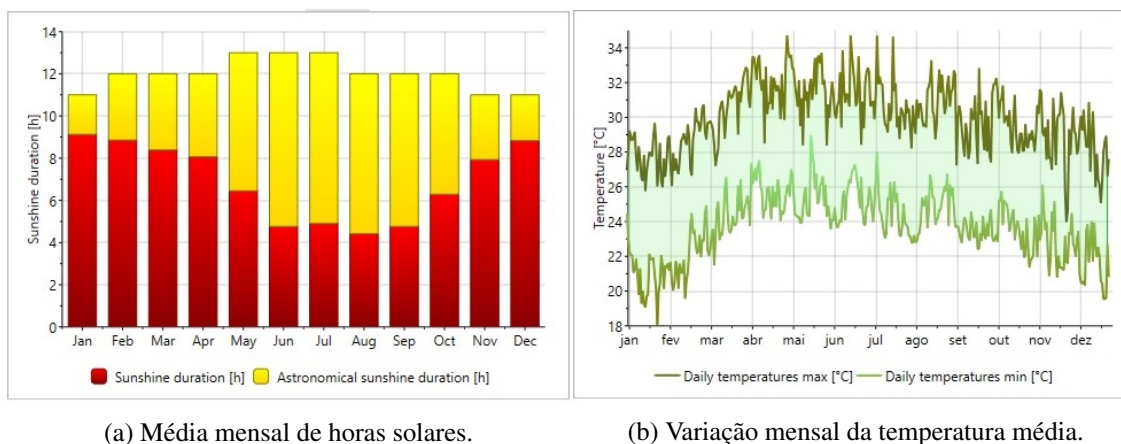 14
12
10
8
6
4
2
0
Sunshine duration [h]
Jan Feb Mar Apr May Jun Jul Aug Sep Oct Nov Dec
Sunshine duration [h] Astronomical sunshine duration [h]
34
32
30
28
26
24
22
20
18
Temperature [°C]
jan fev mar abr mai jun jul ago set out nov dez
Daily temperatures max [°C] Daily temperatures min [°C]
(a) Média mensal de horas solares.
(b) Variação mensal da temperatura média.